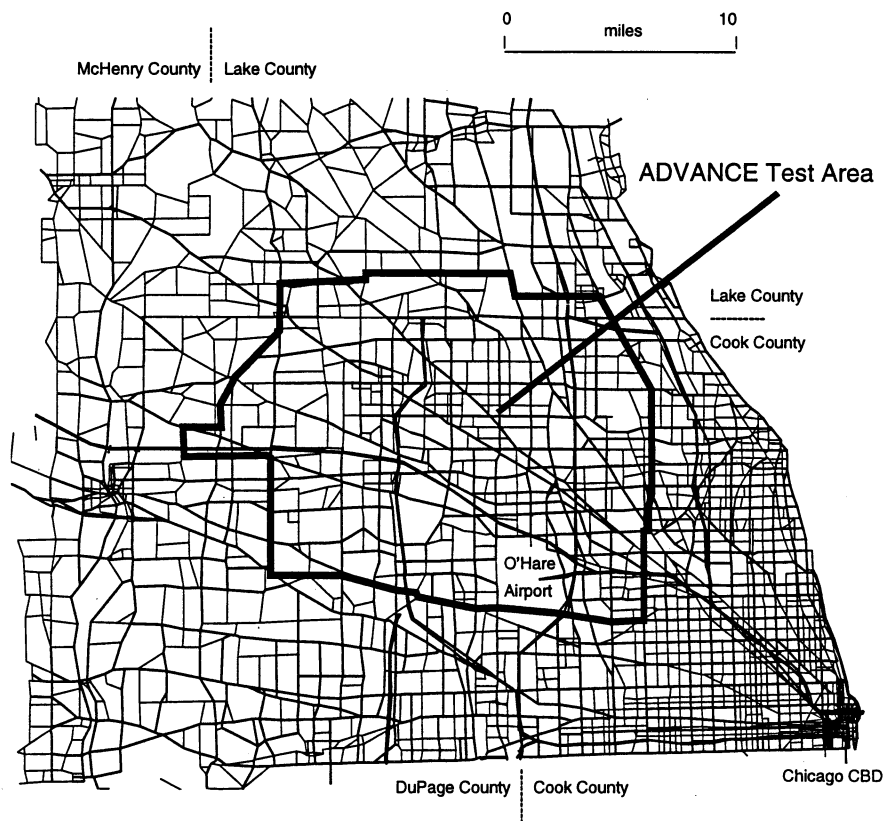 0 10
miles
McHenry County Lake County
ADVANCE Test Area
Lake County
Cook County
O'Hare
Airport
Chicago CBD
DuPage County Cook County